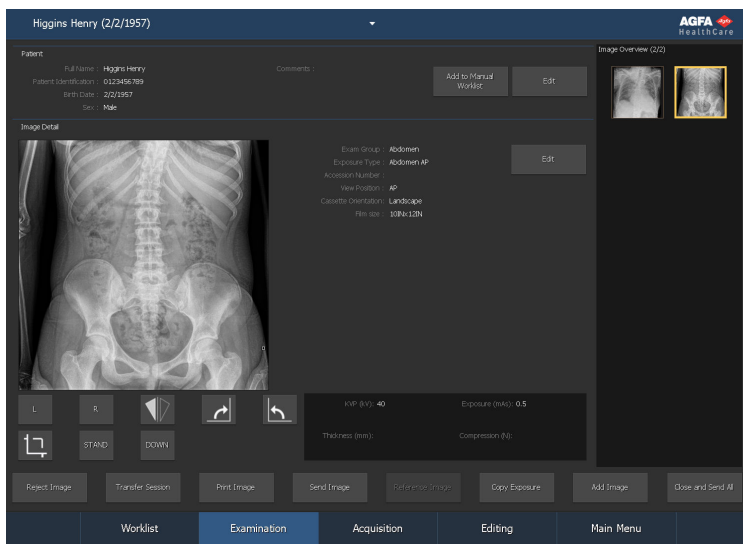 Higgins Henry (2/2/1957)
AGFA
HealthCare
Patient
Full Name : Higgins Henry
Comments :
Patient Identification : 0123456789
Birth Date : 2/2/1957
Sex : Male
Add to Manual
Worklist
Edit
Image Overview (2/2)
Image Detail
Exam Group : Abdomen
Exposure Type : Abdomen AP
Accession Number :
View Position : AP
Cassette Orientation: Landscape
Film size : 10INx12IN
Edit
L
R
STAND
DOWN
KVP (kV): 40
Exposure (mAs): 0.5
Thickness (mm):
Compression (N):
Reject Image
Transfer Session
Print Image
Send Image
Reference Image
Copy Exposure
Add Image
Close and Send All
Worklist
Examination
Acquisition
Editing
Main Menu